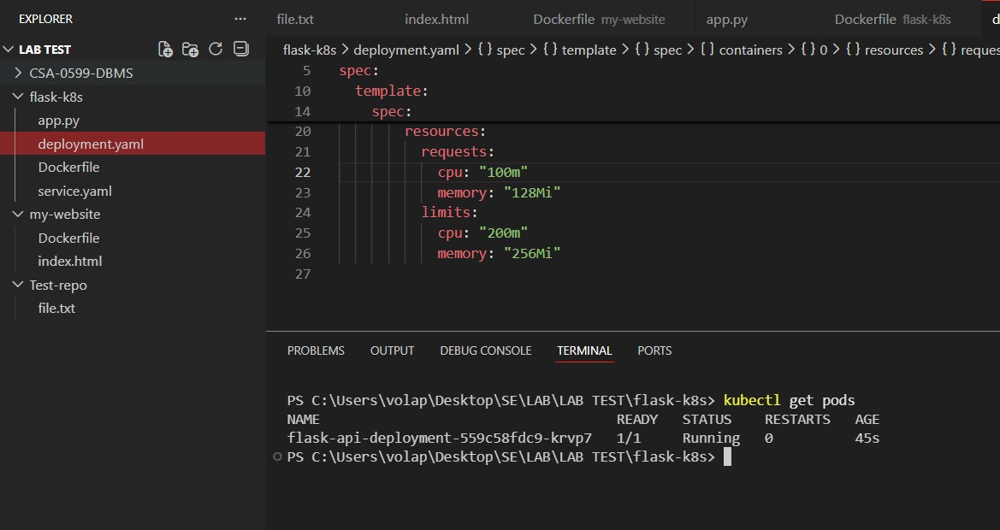 EXPLORER
···
LAB TEST
CSA-0599-DBMS
flask-k8s
app.py
deployment.yaml
Dockerfile
service.yaml
my-website
Dockerfile
index.html
Test-repo
file.txt
file.txt
index.html
Dockerfile my-website
app.py
Dockerfile flask-k8s
d
flask-k8s > deployment.yaml > {} spec > {} template > {} spec > [] containers > {} 0 > {} resources > {} reques
5 spec:
10 template:
14 spec:
20 resources:
21 requests:
22 cpu: "100m"
23 memory: "128Mi"
24 limits:
25 cpu: "200m"
26 memory: "256Mi"
27
PROBLEMS OUTPUT DEBUG CONSOLE TERMINAL PORTS
PS C:\Users\volap\Desktop\SE\LAB\LAB TEST\flask-k8s> kubectl get pods
NAME READY STATUS RESTARTS AGE
flask-api-deployment-559c58fdc9-krvp7 1/1 Running 0 45s
PS C:\Users\volap\Desktop\SE\LAB\LAB TEST\flask-k8s>